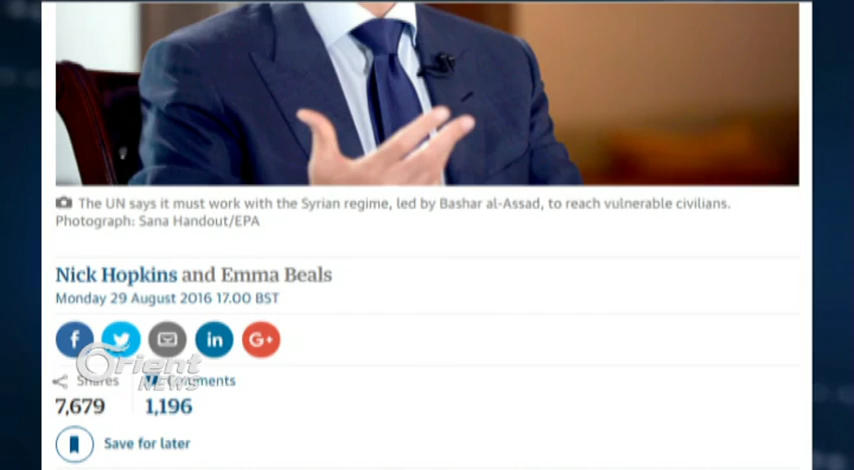 The UN says it must work with the Syrian regime, led by Bashar al-Assad, to reach vulnerable civilians.
Photograph: Sana Handout/EPA
Nick Hopkins and Emma Beals
Monday 29 August 2016 17.00 BST
f in G+
Orient
NEWS
Shares Comments
7,679 1,196
Save for later